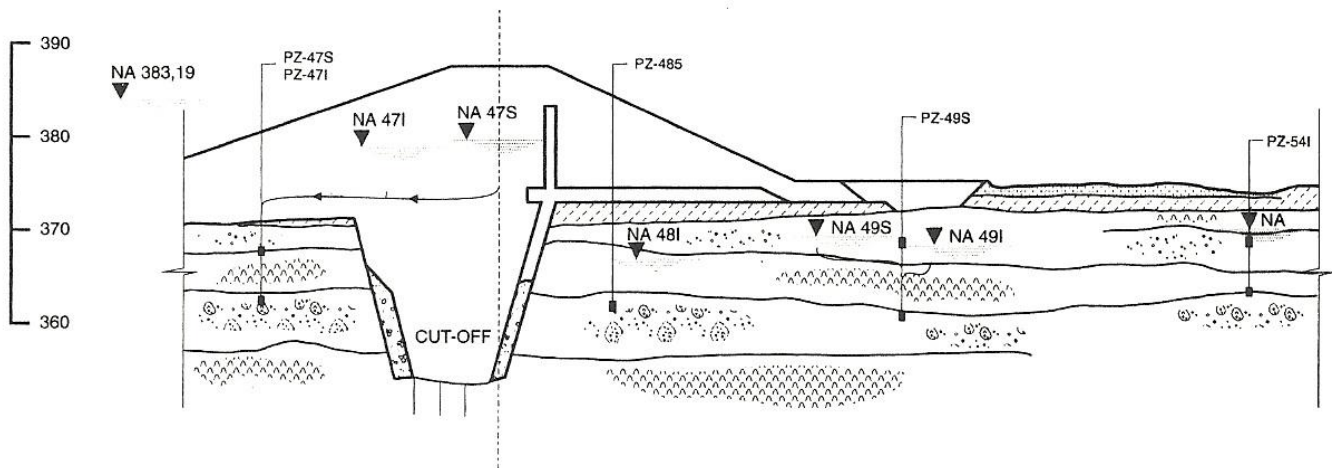 390
NA 383,19
PZ-47S
PZ-47I
PZ-485
380
NA 47I
NA 47S
PZ-49S
PZ-54I
370
NA 48I
NA 49S
NA 49I
NA
360
CUT-OFF